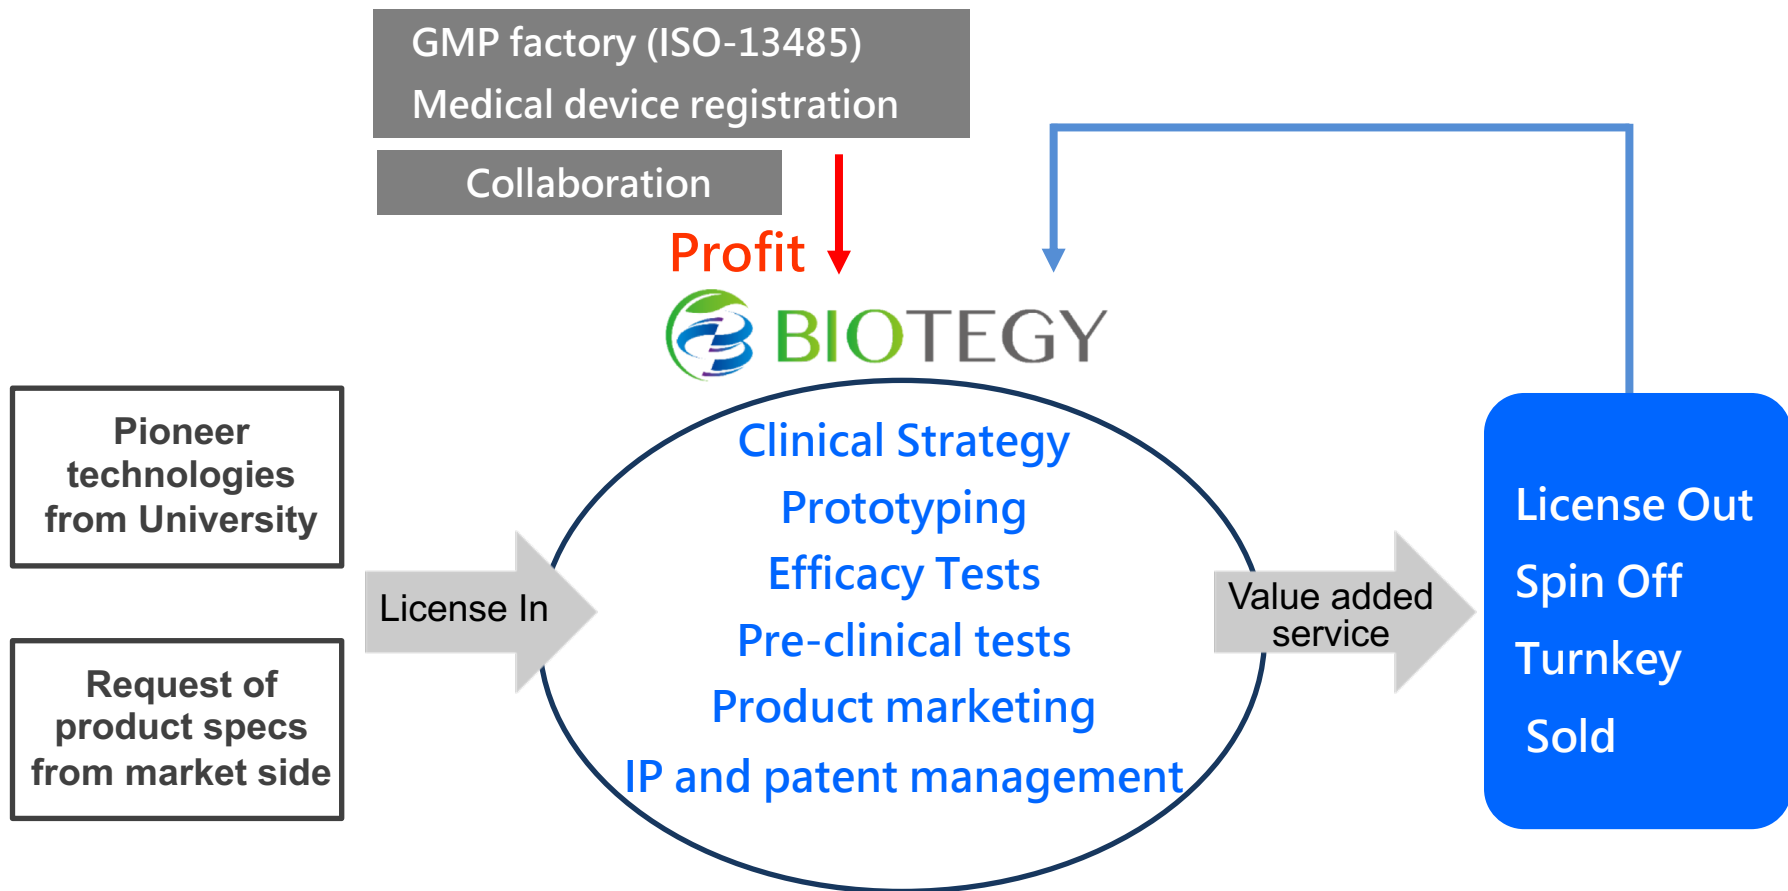 GMP factory (ISO-13485)
Medical device registration
Collaboration
Profit
BIOTEGY
Pioneer
technologies
from University
Request of
product specs
from market side
License In
Clinical Strategy
Prototyping
Efficacy Tests
Pre-clinical tests
Product marketing
IP and patent management
Value added
service
License Out
Spin Off
Turnkey
Sold